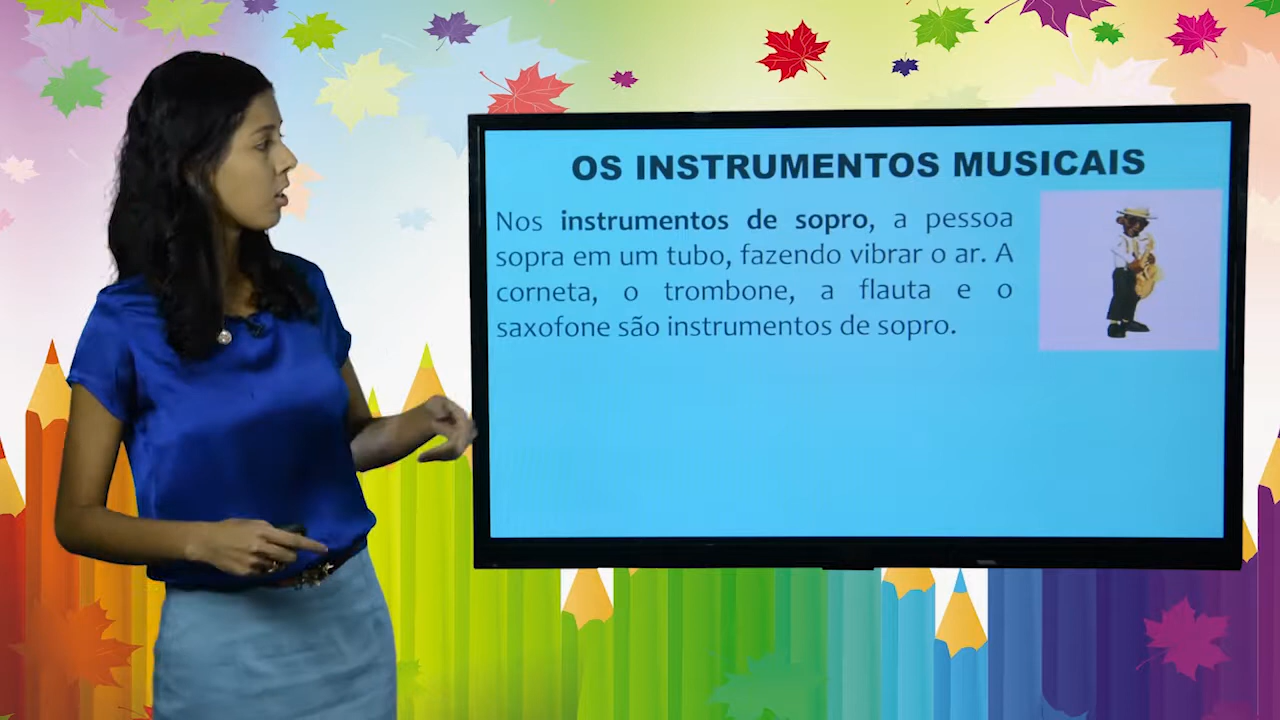 OS INSTRUMENTOS MUSICAIS
Nos instrumentos de sopro, a pessoa
sopra em um tubo, fazendo vibrar o ar. A
corneta, o trombone, a flauta e o
saxofone são instrumentos de sopro.